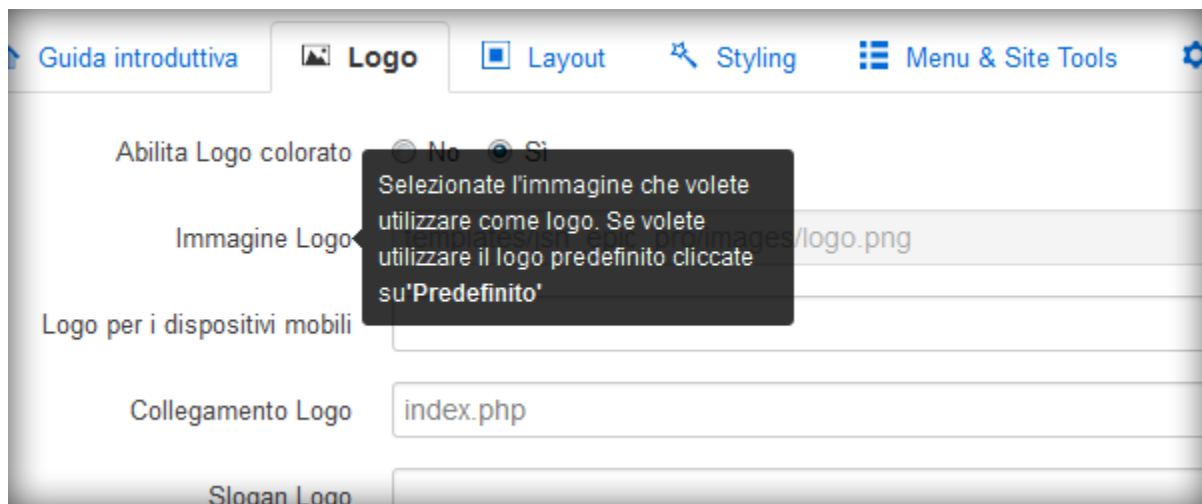 Guida introduttiva Logo Layout Styling Menu & Site Tools
Abilita Logo colorato No Sì
Selezionate l'immagine che volete
utilizzare come logo. Se volete
utilizzare il logo predefinito cliccate
su'Predefinito'
Immagine Logo templates/jsn_epic_pro/images/logo.png
Logo per i dispositivi mobili
Collegamento Logo index.php
Slogan Logo